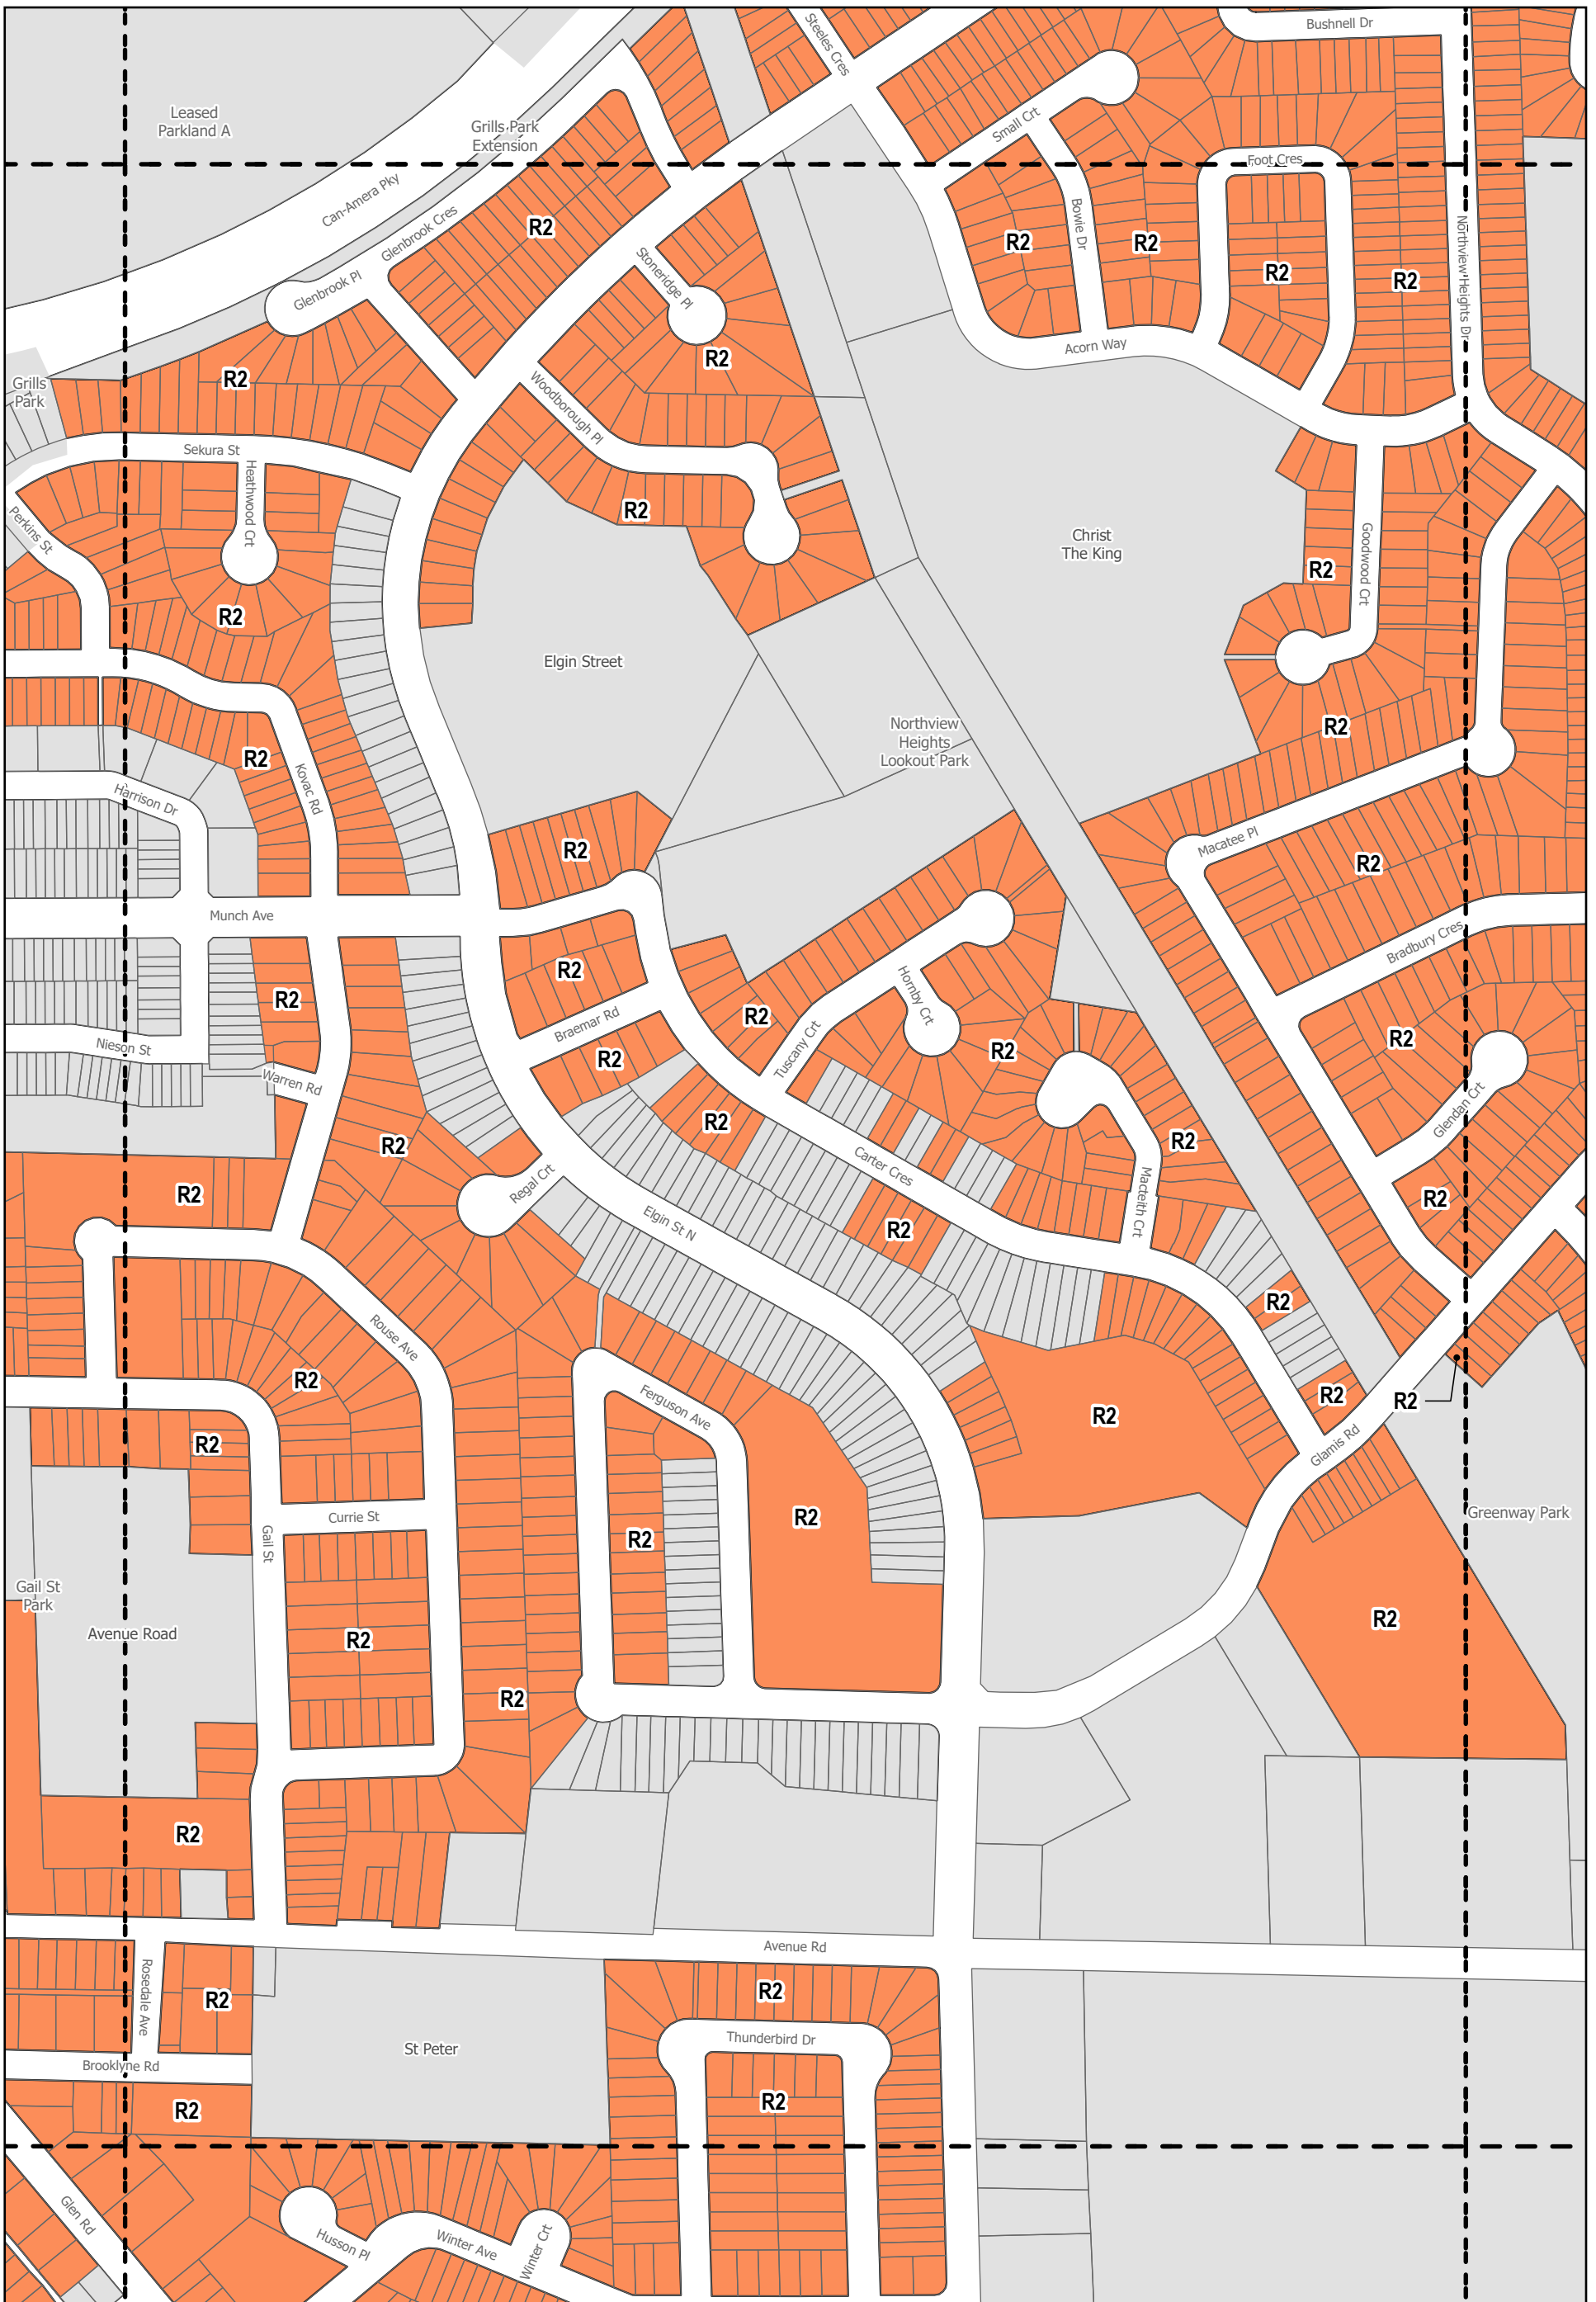 Bushnell Dr
Steeles Cres
Leased
Parkland A
Grills Park
Extension
Small Crt
Foot Cres
Can-Amera Pky
Glenbrook Cres
R2
Bowie Dr
R2
R2
R2
R2
Northview Heights Dr
Stoneridge Pl
Glenbrook Pl
Acorn Way
R2
R2
Grills
Park
Woodborough Pl
Sekura St
Heathwood Crt
R2
Perkins St
Christ
The King
Goodwood Crt
R2
R2
Elgin Street
Northview
Heights
Lookout Park
R2
R2
Kovac Rd
Harrison Dr
R2
Macatee Pl
R2
Munch Ave
Bradbury Cres
R2
Hornby Crt
R2
R2
Braemar Rd
Tuscany Crt
R2
R2
Nieson St
R2
Warren Rd
Glendan Crt
R2
R2
R2
Carter Cres
Regal Crt
R2
Macteith Crt
R2
Elgin St N
R2
R2
Rouse Ave
R2
R2
R2
Ferguson Ave
R2
R2
Glamis Rd
Greenway Park
Currie St
R2
Gail St
R2
Gail St
Park
R2
Avenue Road
R2
R2
R2
Avenue Rd
Rosedale Ave
R2
R2
Thunderbird Dr
St Peter
Brooklyne Rd
R2
R2
Glen Rd
Husson Pl
Winter Ave
Winter Crt